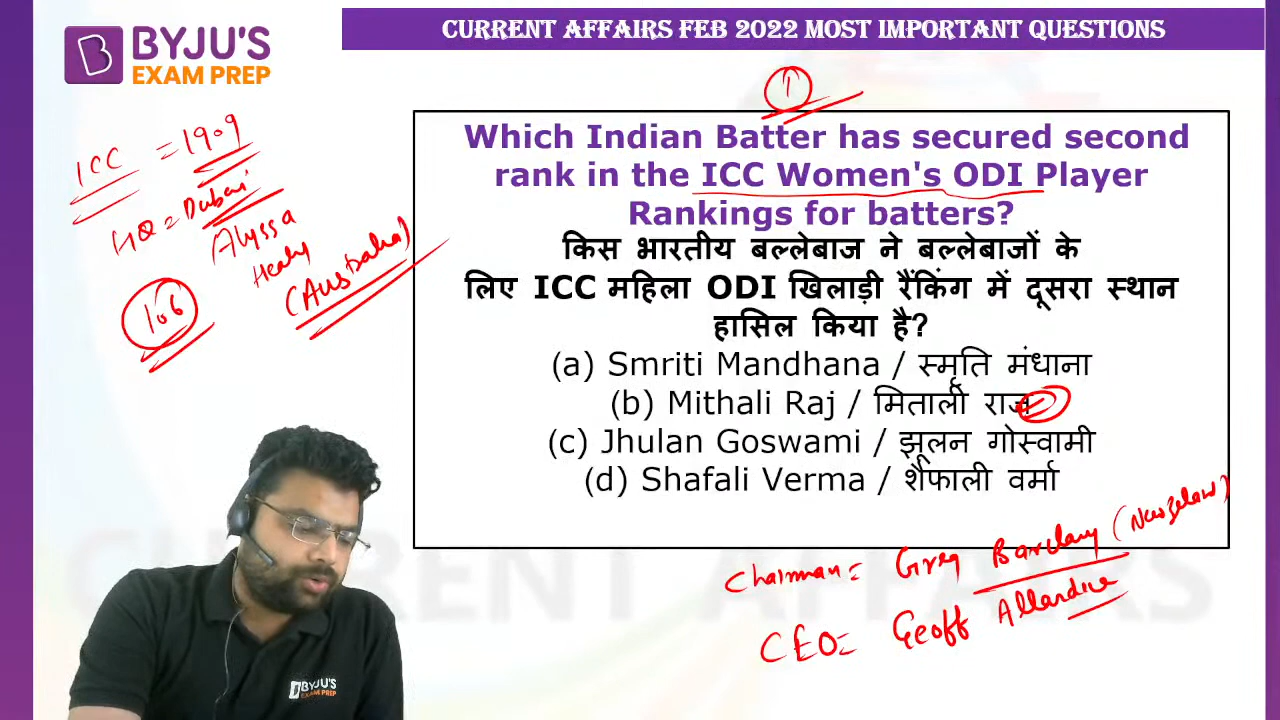 BYJU'S
EXAM PREP
CURRENT AFFAIRS FEB 2022 MOST IMPORTANT QUESTIONS
1
ICC = 1909
HQ = Dubai
Alyssa
Healy
(Australia)
106
Which Indian Batter has secured second
rank in the ICC Women's ODI Player
Rankings for batters?
किस भारतीय बल्लेबाज ने बल्लेबाजों के
लिए ICC महिला ODI खिलाड़ी रैंकिंग में दूसरा स्थान
हासिल किया है?
(a) Smriti Mandhana / स्मृति मंधाना
(b) Mithali Raj / मिताली राज
(c) Jhulan Goswami / झूलन गोस्वामी
(d) Shafali Verma / शैफाली वर्मा
Chairman = Greg Barclay
CEO = Geoff Allardice
CURRENT AFFAIRS
BYJU'S
EXAM PREP